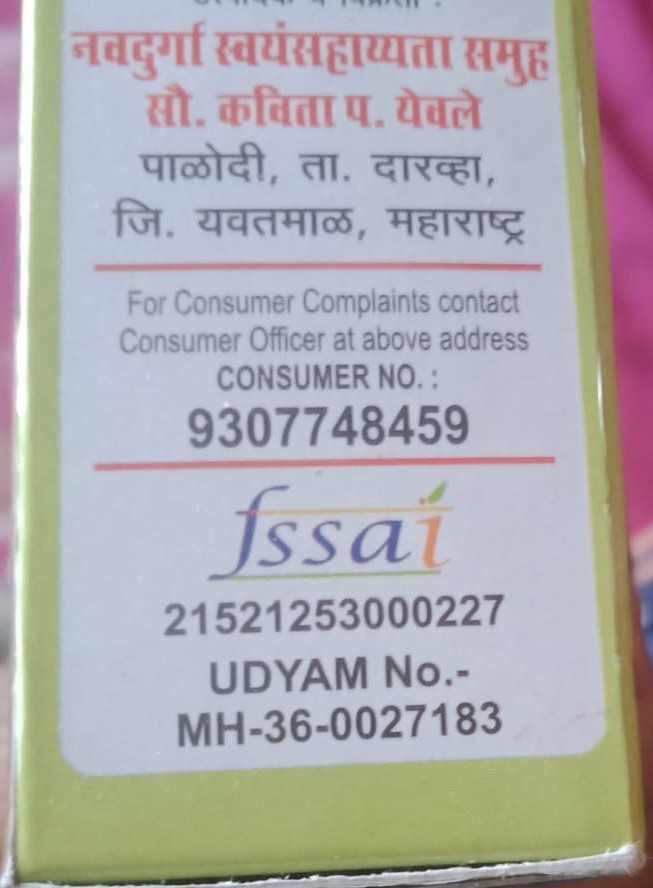 नवदुर्गा स्वयंसहाय्यता समुह
सौ. कविता प. येवले
पाळोदी, ता. दारव्हा,
जि. यवतमाळ, महाराष्ट्र
For Consumer Complaints contact
Consumer Officer at above address
CONSUMER NO. :
9307748459
fssai
21521253000227
UDYAM No.-
MH-36-0027183